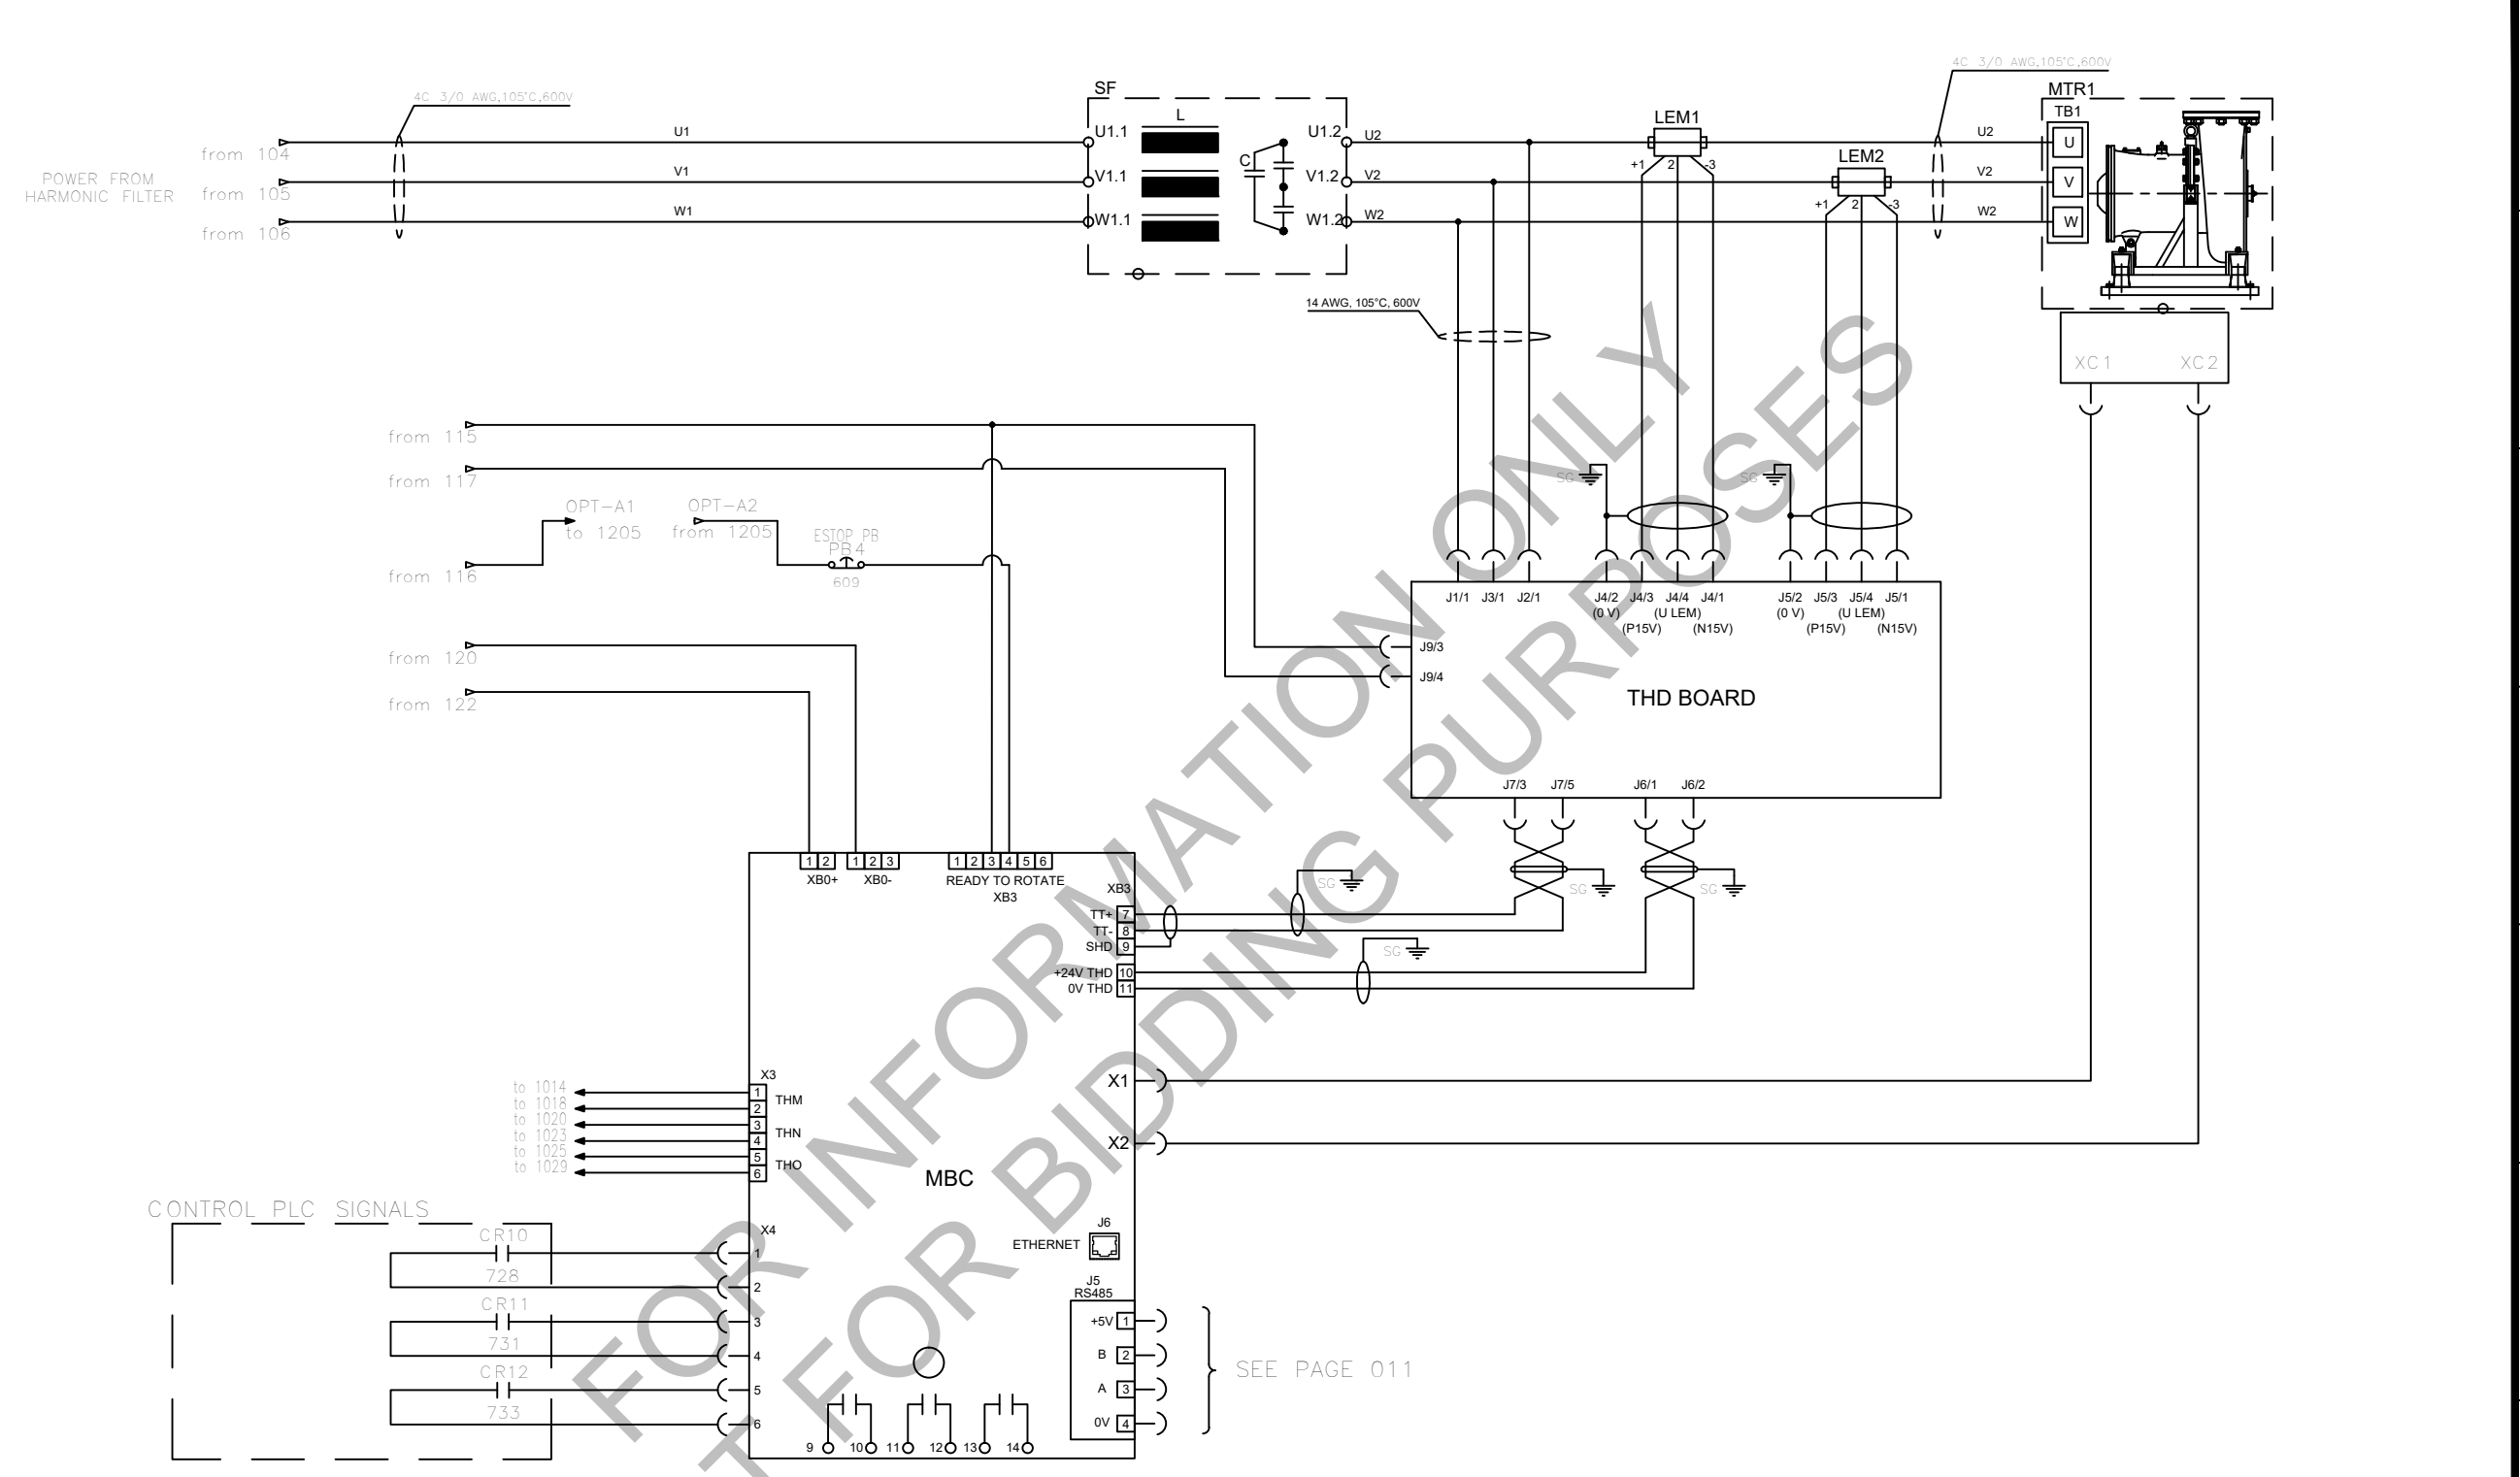 4C 3/0 AWG,105°C,600V
4C 3/0 AWG,105°C,600V
SF
L
C
MTR1
TB1
U
V
W
POWER FROM
HARMONIC FILTER
from 104
from 105
from 106
U1
V1
W1
U1.1
V1.1
W1.1
U1.2
V1.2
W1.2
U2
V2
W2
LEM1
+1
2
-3
LEM2
+1
2
-3
U2
V2
W2
14 AWG, 105°C, 600V
XC1
XC2
from 115
from 117
OPT-A1
to 1205
OPT-A2
from 1205
ESTOP PB
PB4
609
from 116
from 120
from 122
SG
SG
J1/1
J3/1
J2/1
J4/2
(0 V)
J4/3
(P15V)
J4/4
(U LEM)
J4/1
(N15V)
J5/2
(0 V)
J5/3
(P15V)
J5/4
(U LEM)
J5/1
(N15V)
J9/3
J9/4
THD BOARD
J7/3
J7/5
J6/1
J6/2
SG
SG
SG
SG
1 2
XB0+
1 2 3
XB0-
1 2 3 4 5 6
READY TO ROTATE
XB3
XB3
TT+ 7
TT- 8
SHD 9
+24V THD 10
0V THD 11
X1
X2
MBC
to 1014
to 1018
to 1020
to 1023
to 1025
to 1029
X3
1
2
3
4
5
6
THM
THN
THO
CONTROL PLC SIGNALS
CR10
728
CR11
731
CR12
733
X4
1
2
3
4
5
6
J6
ETHERNET
J5
RS485
+5V 1
B 2
A 3
0V 4
SEE PAGE 011
9 10 11 12 13 14
FOR INFORMATION ONLY
T FOR BIDDING PURPOSES